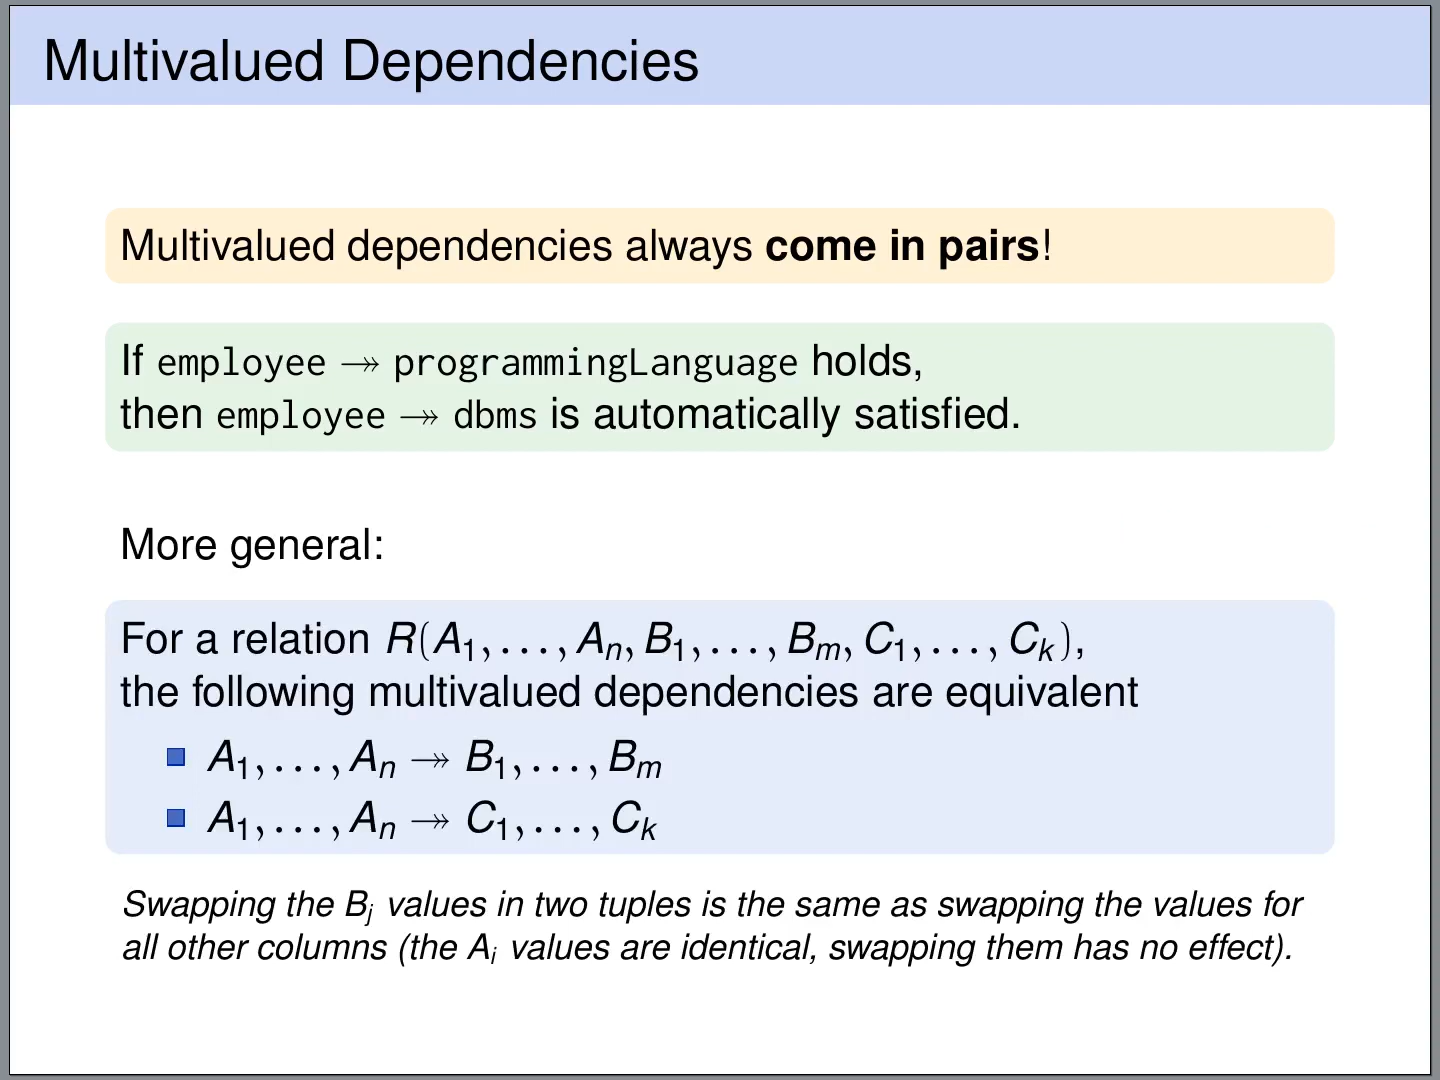 Multivalued Dependencies
Multivalued dependencies always come in pairs!
If employee ↠ programmingLanguage holds,
then employee ↠ dbms is automatically satisfied.
More general:
For a relation R(A₁, . . . , Aₙ, B₁, . . . , Bₘ, C₁, . . . , Cₖ),
the following multivalued dependencies are equivalent
A₁, . . . , Aₙ ↠ B₁, . . . , Bₘ
A₁, . . . , Aₙ ↠ C₁, . . . , Cₖ
Swapping the Bⱼ values in two tuples is the same as swapping the values for
all other columns (the Aᵢ values are identical, swapping them has no effect).